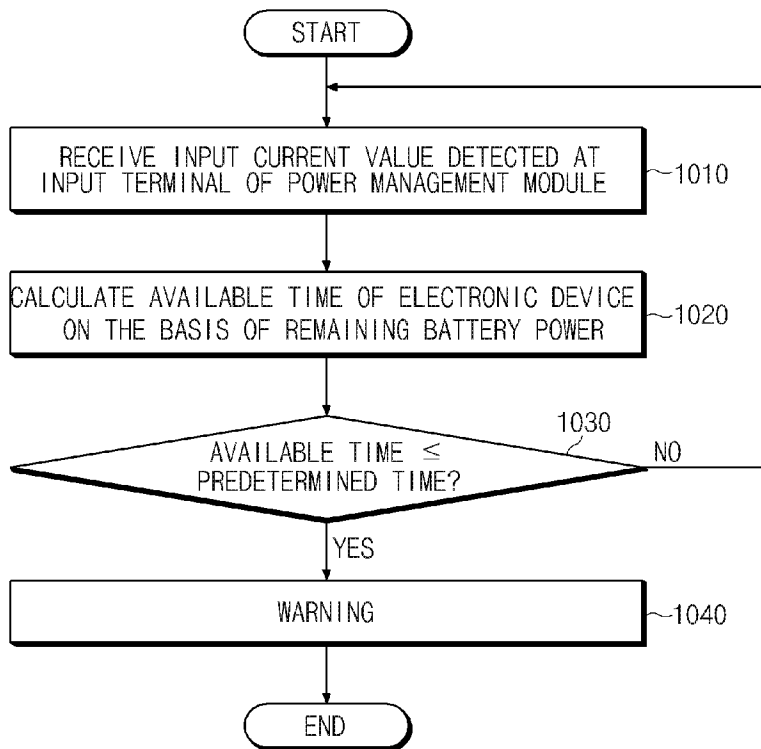 START
RECEIVE INPUT CURRENT VALUE DETECTED AT
INPUT TERMINAL OF POWER MANAGEMENT MODULE
1010
CALCULATE AVAILABLE TIME OF ELECTRONIC DEVICE
ON THE BASIS OF REMAINING BATTERY POWER
1020
1030
AVAILABLE TIME ≤
PREDETERMINED TIME?
NO
YES
WARNING
1040
END